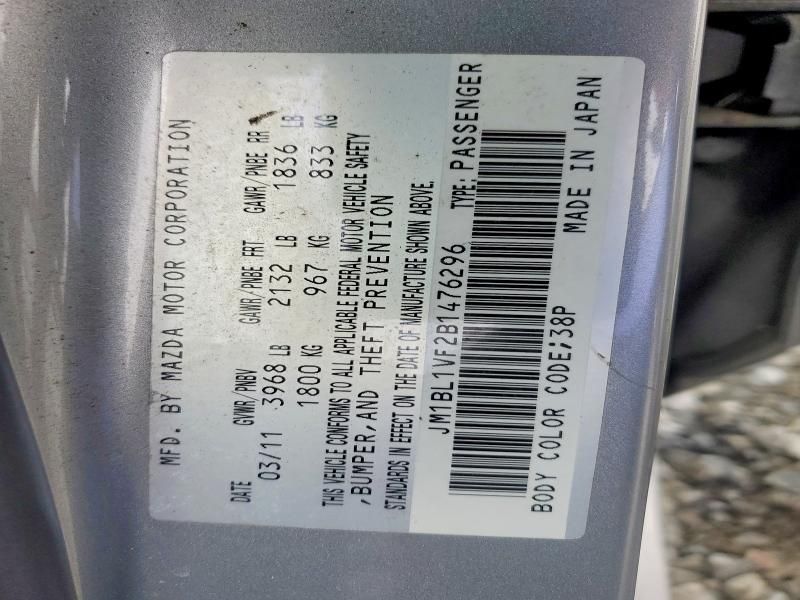 MFD. BY MAZDA MOTOR CORPORATION
DATE GVWR/PNBV GAWR/PNBE FRT GAWR/PNBE RR
03/11 3968 LB 2132 LB 1836 LB
1800 KG 967 KG 833 KG
THIS VEHICLE CONFORMS TO ALL APPLICABLE FEDERAL MOTOR VEHICLE SAFETY
,BUMPER,AND THEFT PREVENTION
STANDARDS IN EFFECT ON THE DATE OF MANUFACTURE SHOWN ABOVE.
JM1BL1VF2B1476296 TYPE: PASSENGER
BODY COLOR CODE;38P MADE IN JAPAN